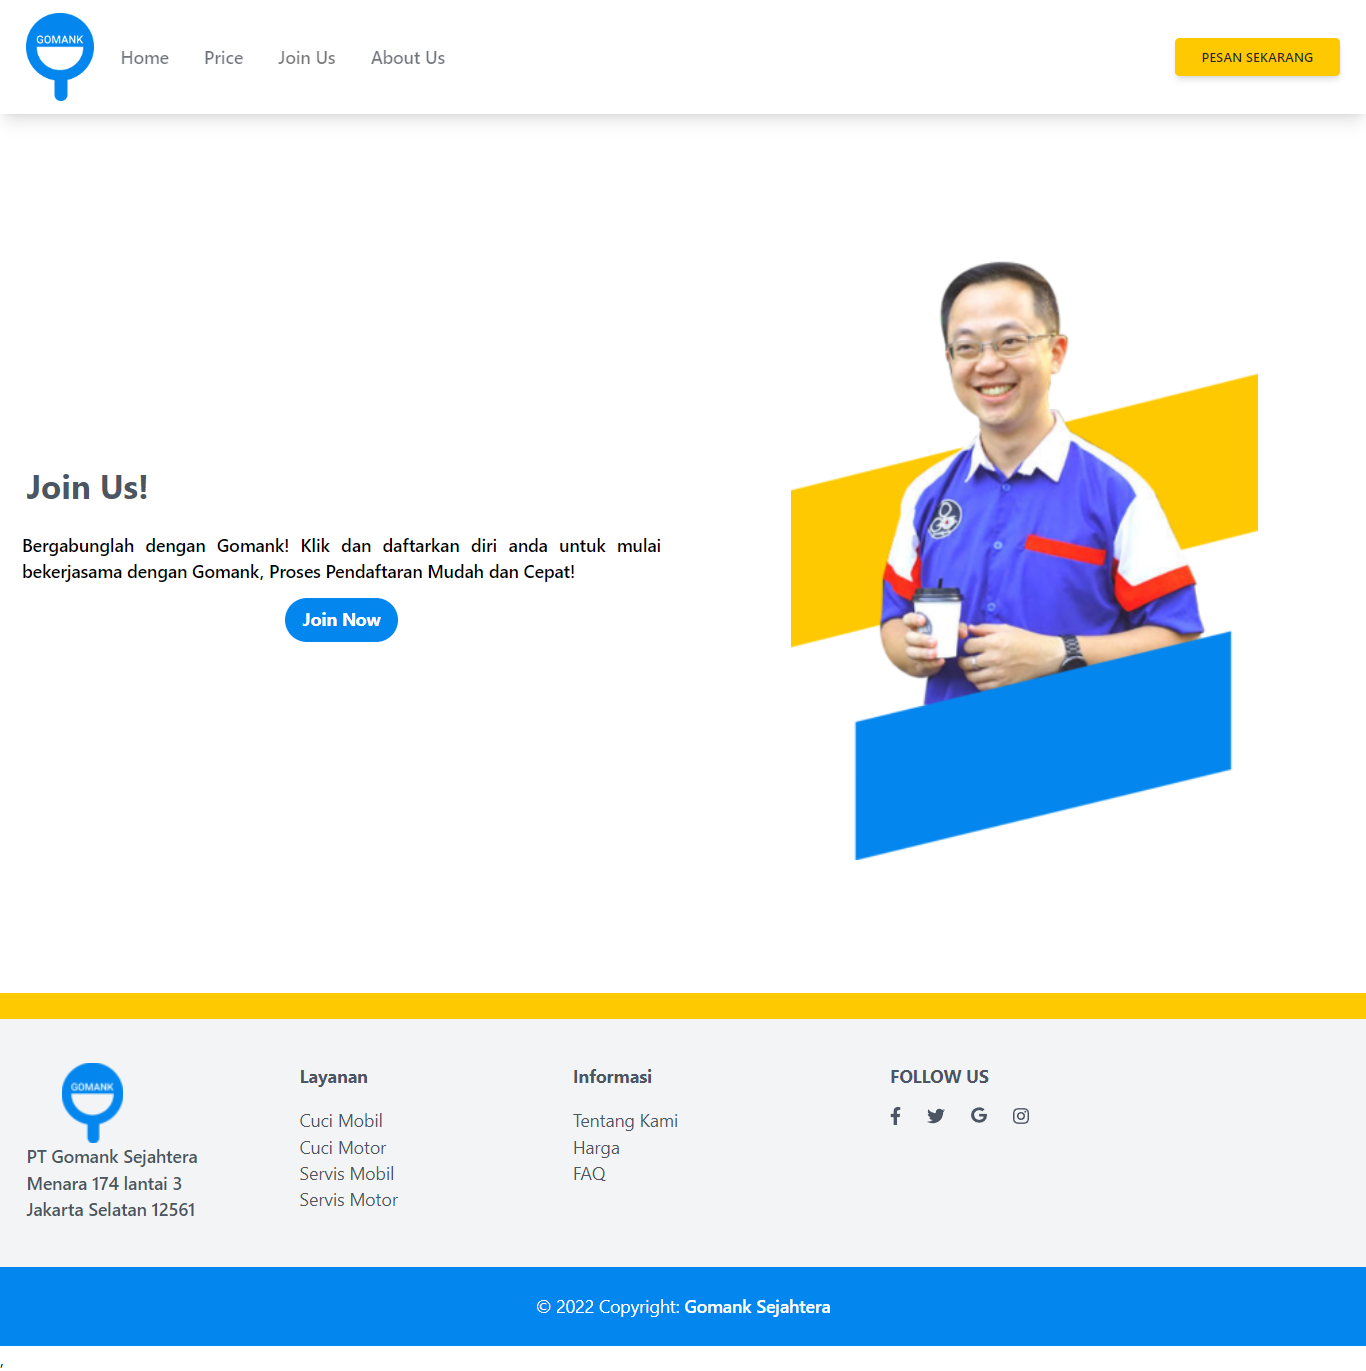 GOMANK
Home
Price
Join Us
About Us
PESAN SEKARANG
Join Us!
Bergabunglah dengan Gomank! Klik dan daftarkan diri anda untuk mulai
bekerjasama dengan Gomank, Proses Pendaftaran Mudah dan Cepat!
Join Now
GOMANK
PT Gomank Sejahtera
Menara 174 lantai 3
Jakarta Selatan 12561
Layanan
Cuci Mobil
Cuci Motor
Servis Mobil
Servis Motor
Informasi
Tentang Kami
Harga
FAQ
FOLLOW US
© 2022 Copyright: Gomank Sejahtera
,